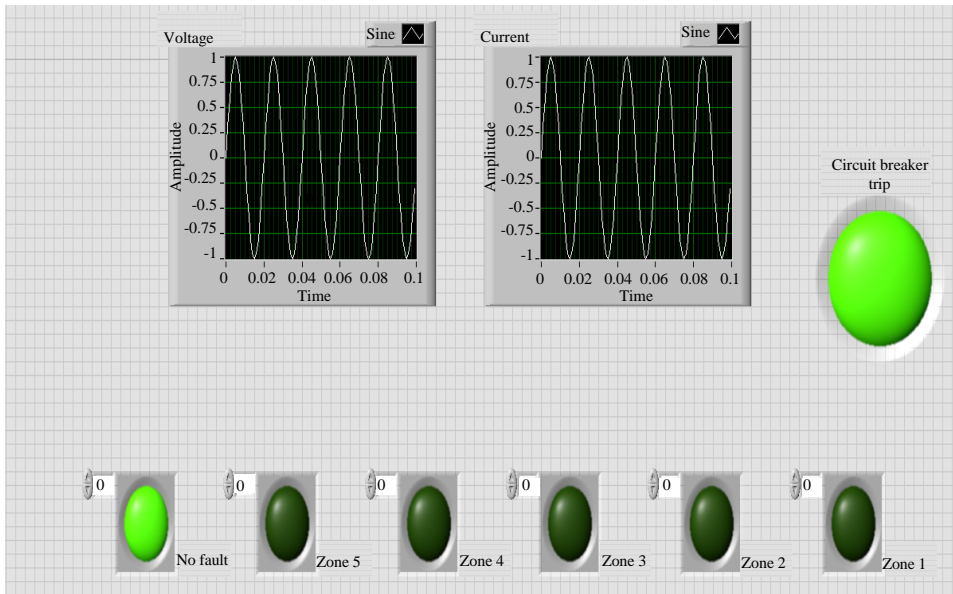 Voltage
Sine
Current
Sine
Amplitude
1
0.75
0.5
0.25
0
-0.25
-0.5
-0.75
-1
0 0.02 0.04 0.06 0.08 0.1
Time
Amplitude
1
0.75
0.5
0.25
0
-0.25
-0.5
-0.75
-1
0 0.02 0.04 0.06 0.08 0.1
Time
Circuit breaker
trip
0 0 0 0 0 0
No fault Zone 5 Zone 4 Zone 3 Zone 2 Zone 1